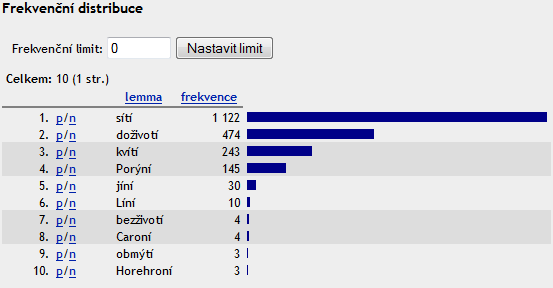 Frekvenční distribuce
Frekvenční limit: 0 Nastavit limit
Celkem: 10 (1 str.)
lemma frekvence
1. p/n sítí 1 122
2. p/n doživotí 474
3. p/n kvítí 243
4. p/n Porýní 145
5. p/n jíní 30
6. p/n Líní 10
7. p/n bezživotí 4
8. p/n Caroní 4
9. p/n obmýtí 3
10. p/n Horehroní 3